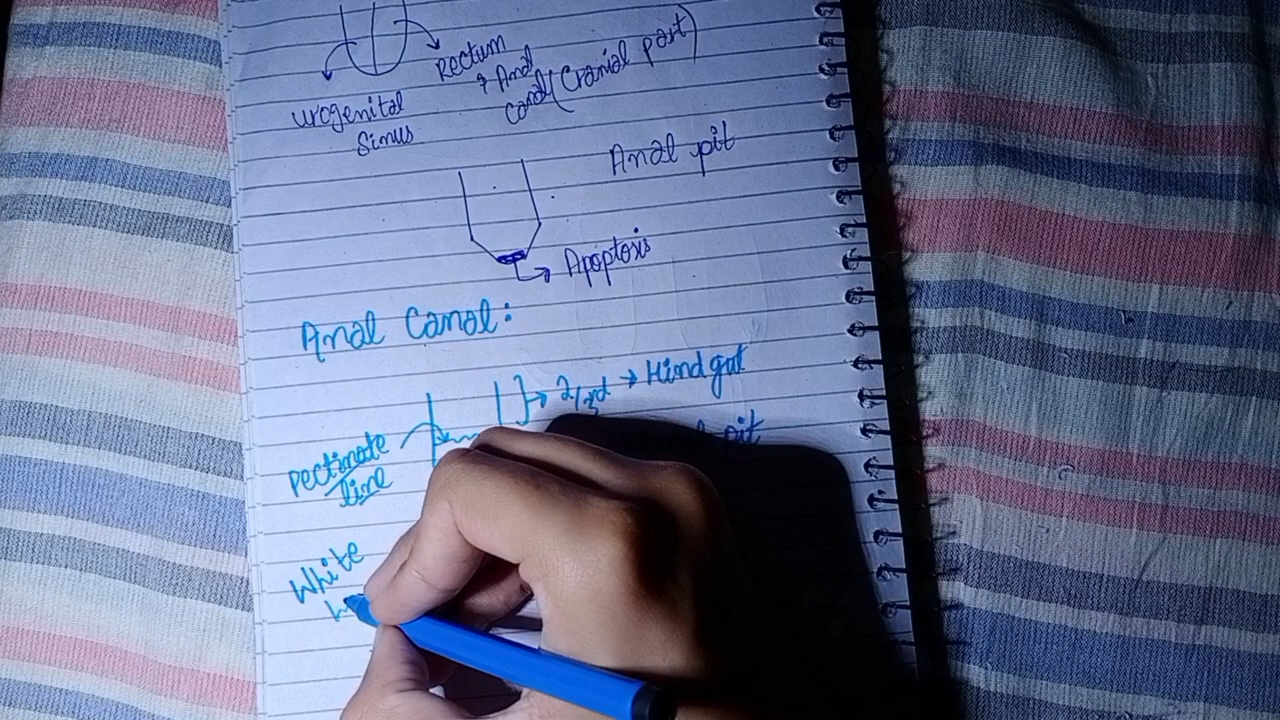 Rectum
& Anal
canal (Cranial part)
Urogenital
Sinus
Anal pit
Apoptosis
Anal Canal:
2/3rd → Hind gut
pit
Pectinate
line
White